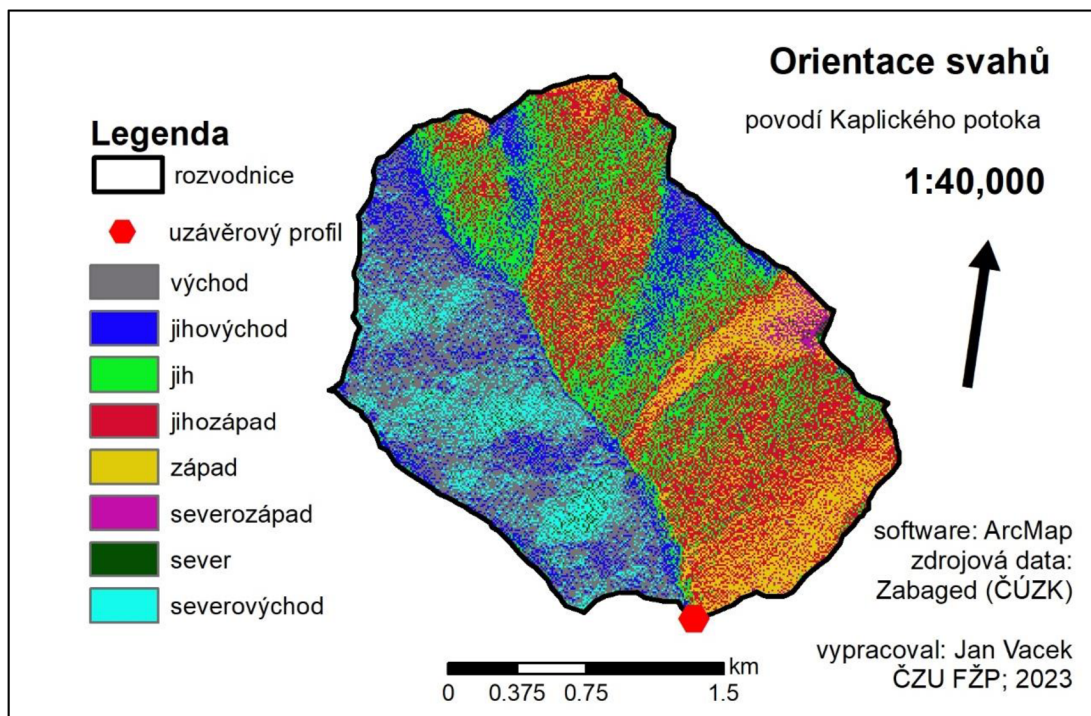 Orientace svahů
povodí Kaplického potoka
1:40,000
Legenda
rozvodnice
uzávěrový profil
východ
jihovýchod
jih
jihozápad
západ
severozápad
sever
severovýchod
software: ArcMap
zdrojová data:
Zabaged (ČÚZK)
vypracoval: Jan Vacek
ČZU FŽP; 2023
km
0 0.375 0.75 1.5